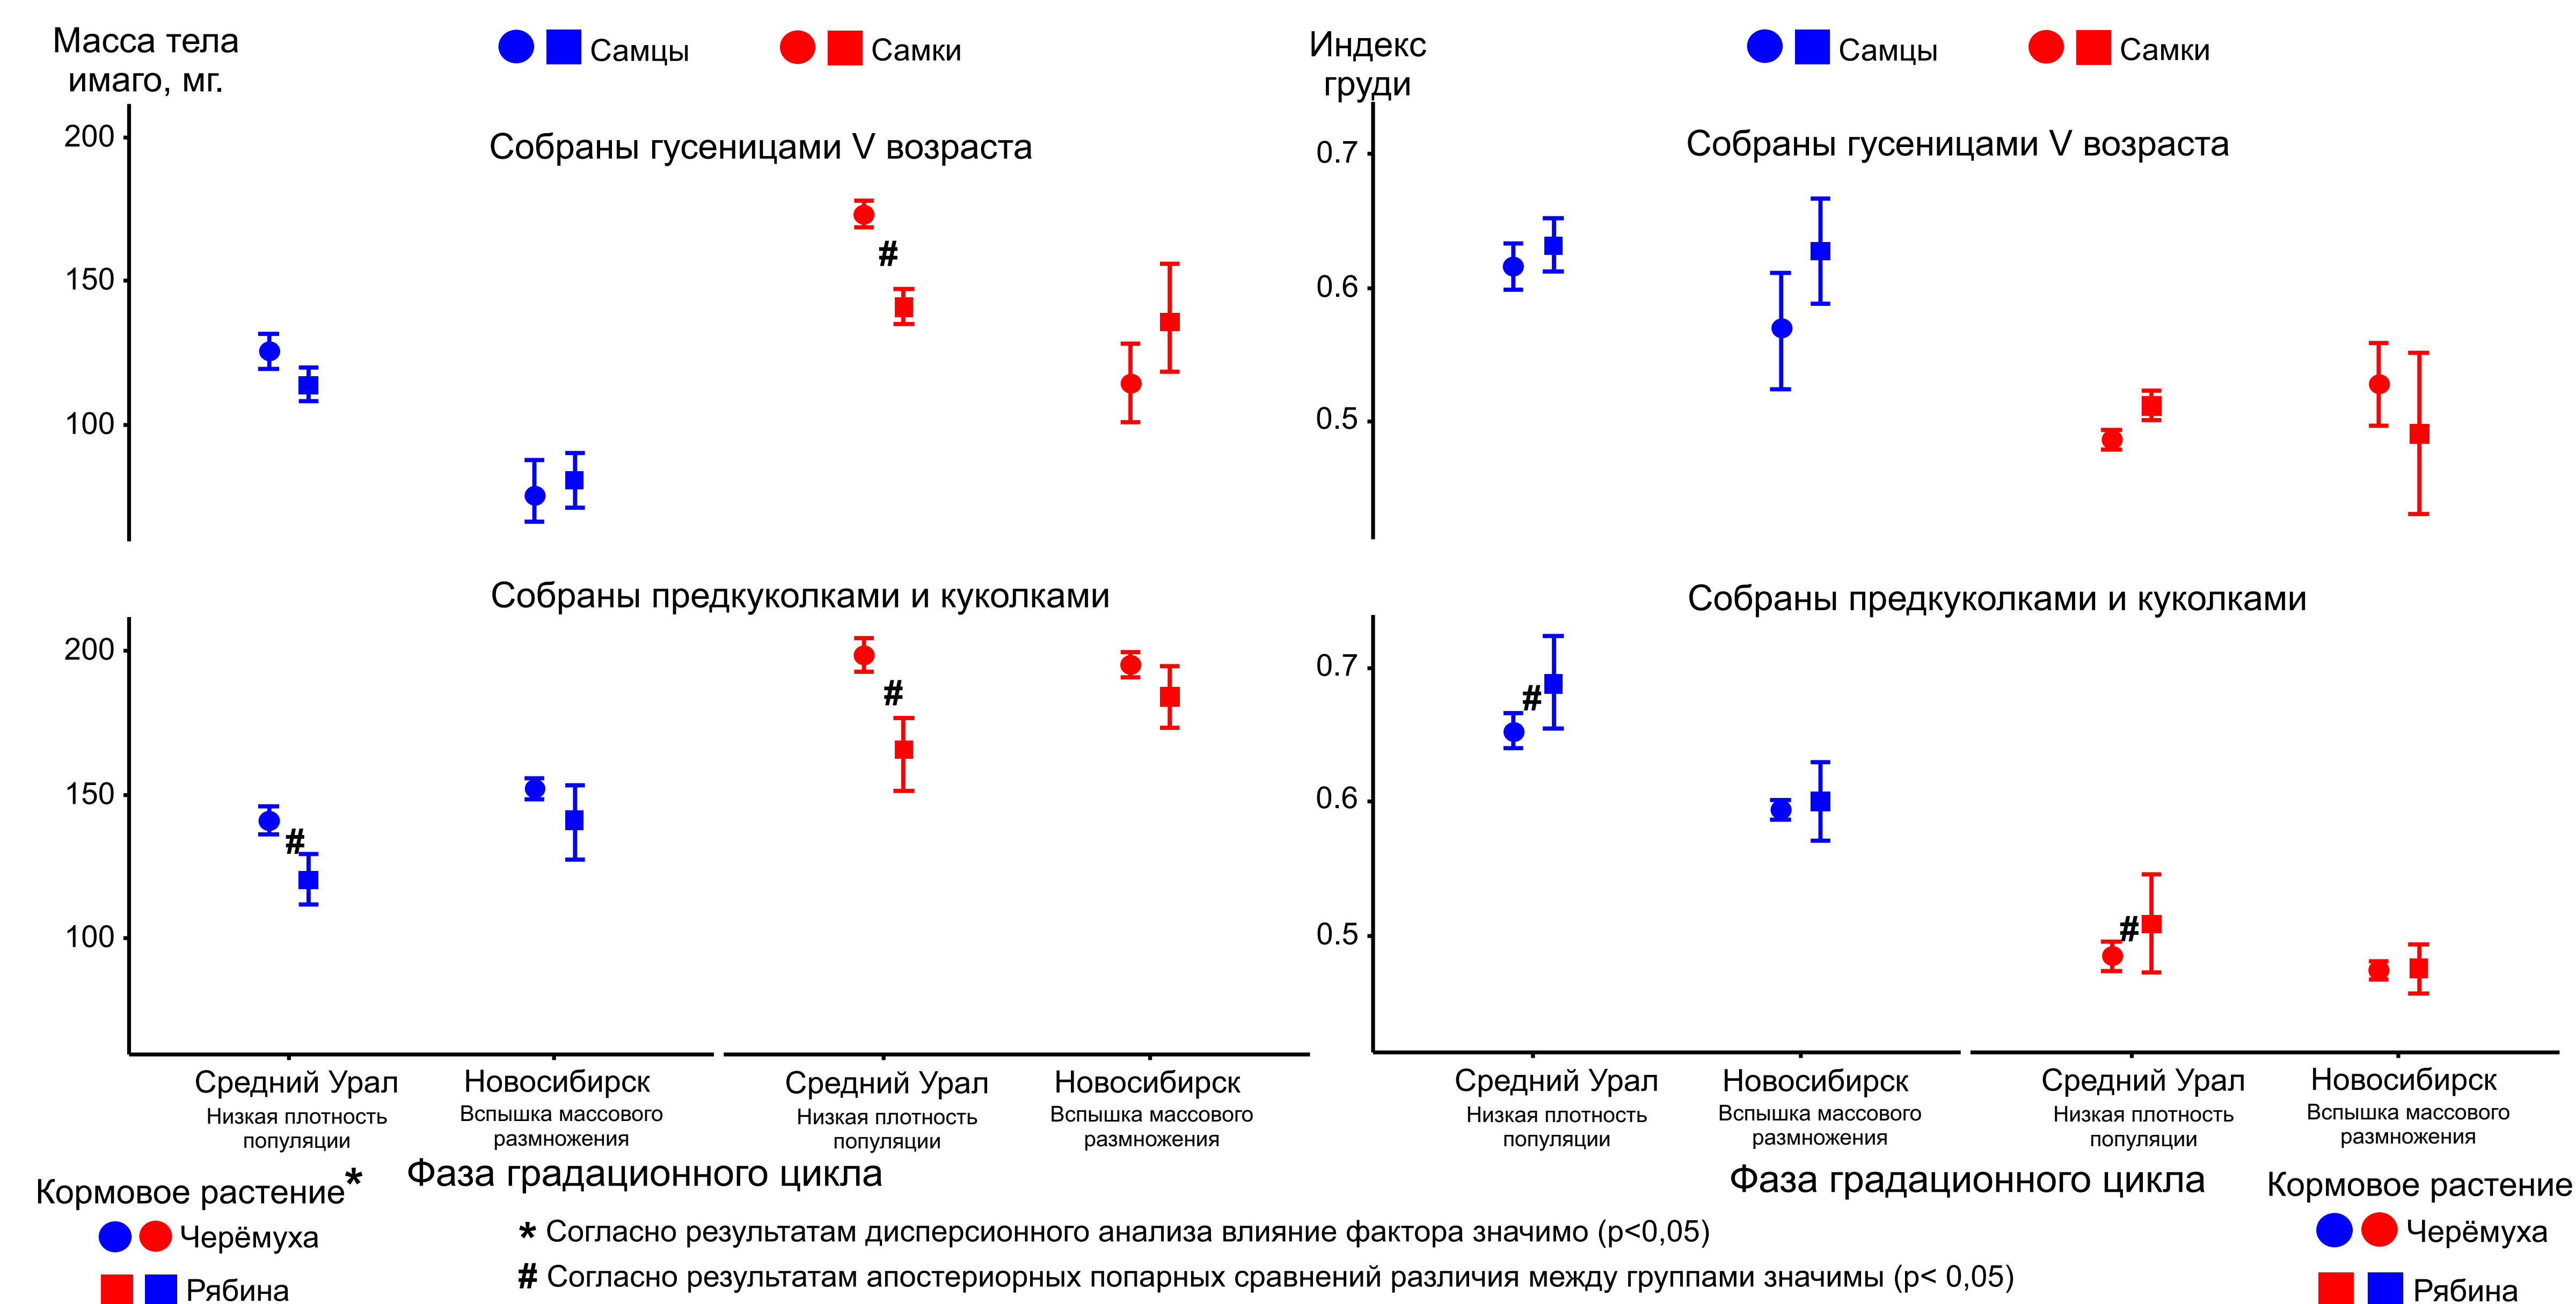 Масса тела
имаго, мг.
Самцы
Самки
Собраны гусеницами V возраста
200
150
100
#
Собраны предкуколками и куколками
200
150
100
#
#
Средний Урал
Низкая плотность
популяции
Новосибирск
Вспышка массового
размножения
Средний Урал
Низкая плотность
популяции
Новосибирск
Вспышка массового
размножения
Фаза градационного цикла
Кормовое растение*
Черёмуха
Рябина
Индекс
груди
Самцы
Самки
Собраны гусеницами V возраста
0.7
0.6
0.5
Собраны предкуколками и куколками
0.7
0.6
0.5
#
#
Средний Урал
Низкая плотность
популяции
Новосибирск
Вспышка массового
размножения
Средний Урал
Низкая плотность
популяции
Новосибирск
Вспышка массового
размножения
Фаза градационного цикла
Кормовое растение
Черёмуха
Рябина
* Согласно результатам дисперсионного анализа влияние фактора значимо (p<0,05)
# Согласно результатам апостериорных попарных сравнений различия между группами значимы (p< 0,05)